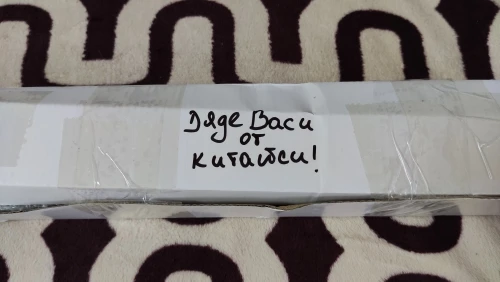 Дяде Васи
от
китайси!